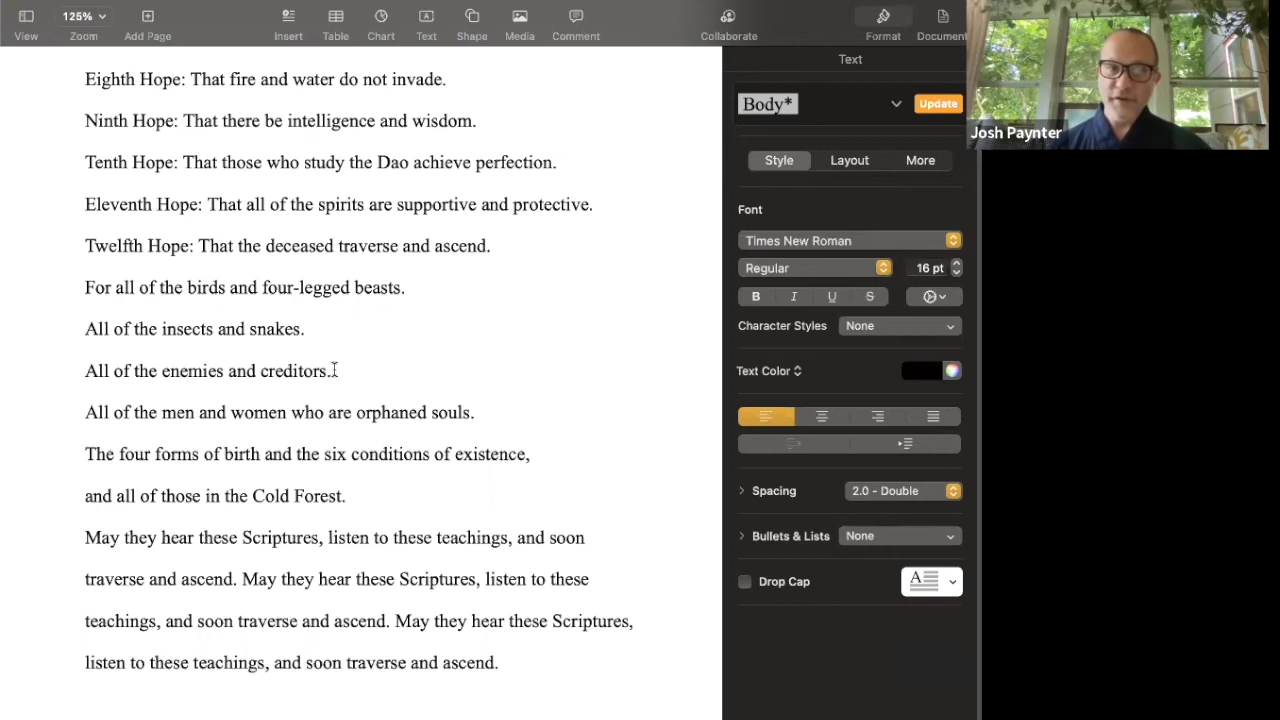 125%
View
Zoom
Add Page
Insert
Table
Chart
Text
Shape
Media
Comment
Collaborate
Format
Document
Eighth Hope: That fire and water do not invade.
Ninth Hope: That there be intelligence and wisdom.
Tenth Hope: That those who study the Dao achieve perfection.
Eleventh Hope: That all of the spirits are supportive and protective.
Twelfth Hope: That the deceased traverse and ascend.
For all of the birds and four-legged beasts.
All of the insects and snakes.
All of the enemies and creditors.
All of the men and women who are orphaned souls.
The four forms of birth and the six conditions of existence,
and all of those in the Cold Forest.
May they hear these Scriptures, listen to these teachings, and soon
traverse and ascend. May they hear these Scriptures, listen to these
teachings, and soon traverse and ascend. May they hear these Scriptures,
listen to these teachings, and soon traverse and ascend.
Text
Body*
Update
Style
Layout
More
Font
Times New Roman
Regular
16 pt
B I U S
Character Styles
None
Text Color
Spacing
2.0 - Double
Bullets & Lists
None
Drop Cap
A
Josh Paynter